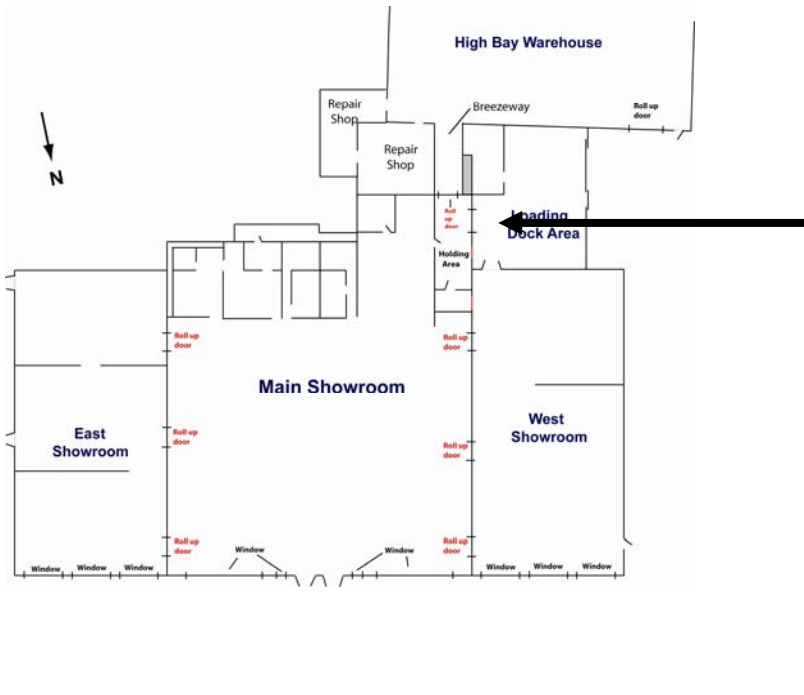 High Bay Warehouse
Repair
Shop
Breezeway
Roll up
door
Repair
Shop
N
Roll
up
door
Loading
Dock Area
Holding
Area
Roll up
door
Roll up
door
Main Showroom
East
Showroom
Roll up
door
Roll up
door
West
Showroom
Roll up
door
Roll up
door
Window
Window
Window
Window
Window
Roll up
door
Window
Window
Window